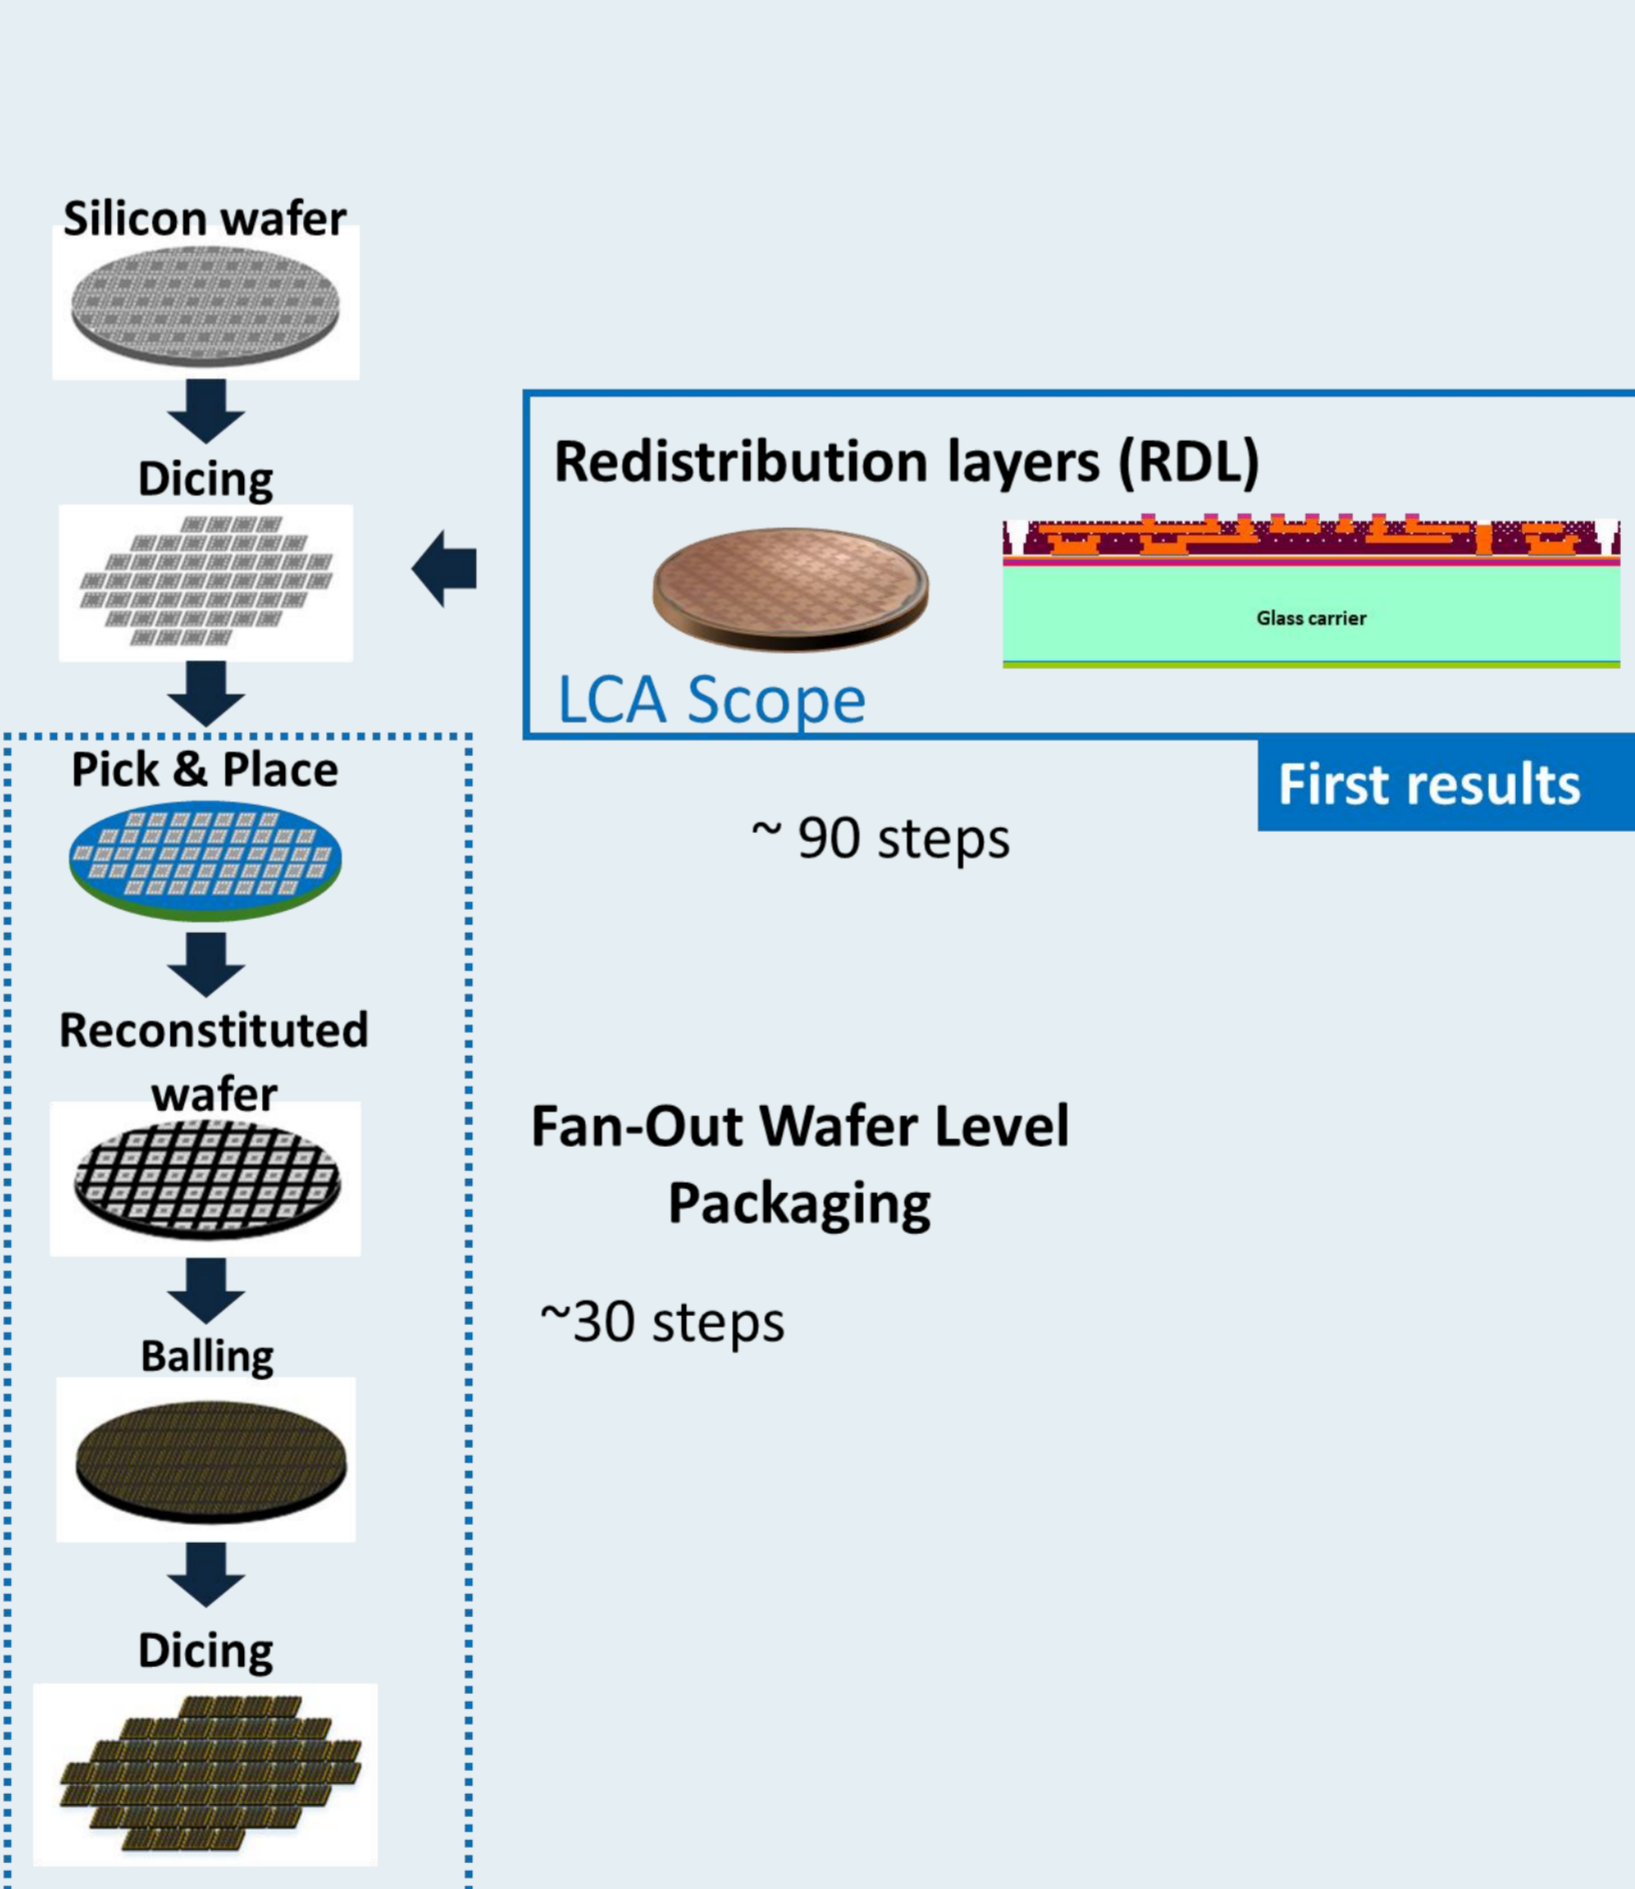 Silicon wafer
Dicing
Redistribution layers (RDL)
Glass carrier
LCA Scope
First results
Pick & Place
~ 90 steps
Reconstituted
wafer
Fan-Out Wafer Level
Packaging
~30 steps
Balling
Dicing